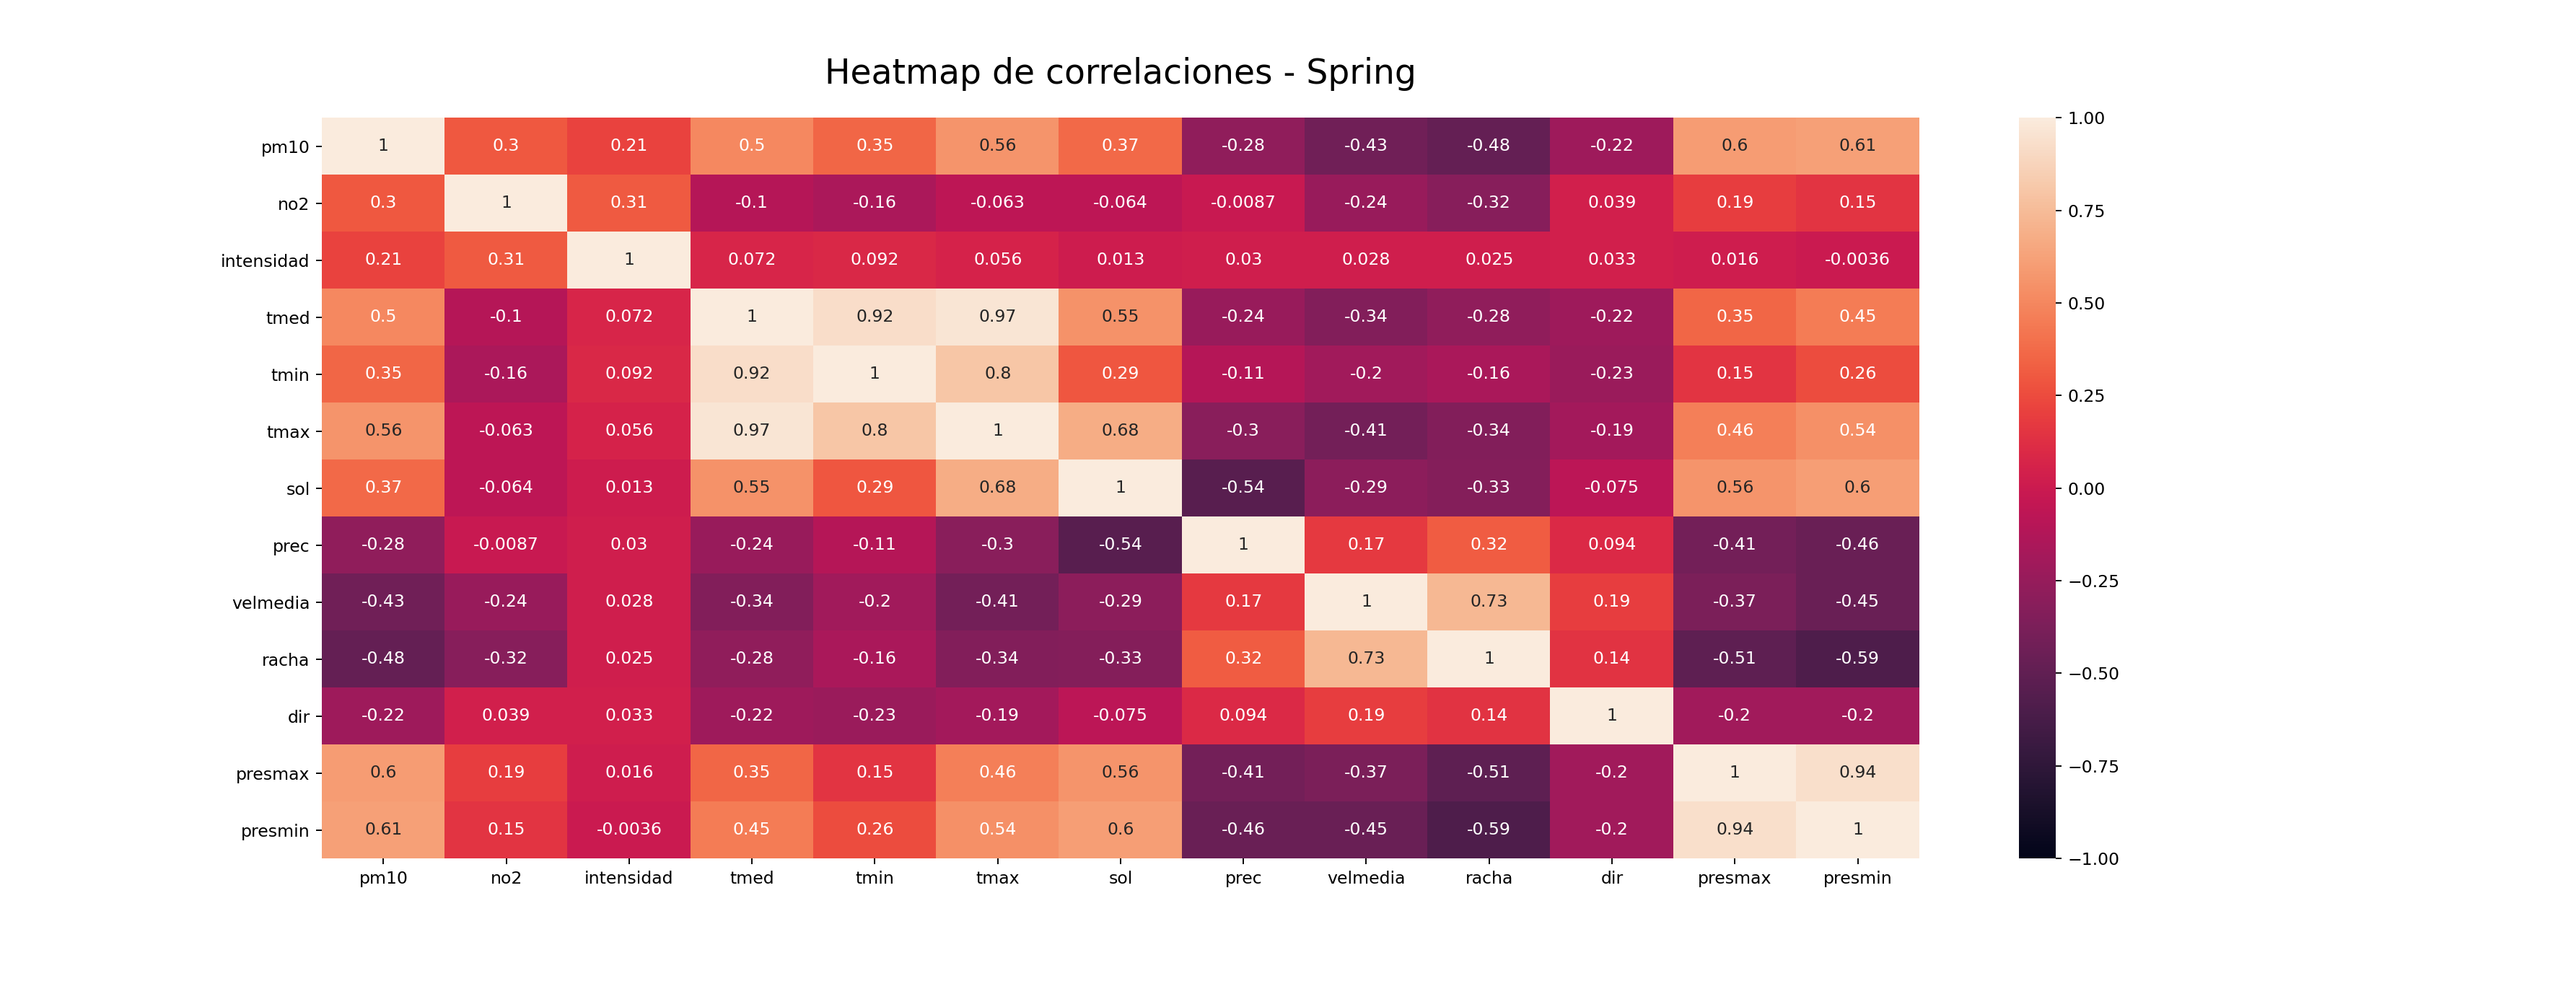 Heatmap de correlaciones - Spring
pm10 1 0.3 0.21 0.5 0.35 0.56 0.37 -0.28 -0.43 -0.48 -0.22 0.6 0.61
no2 0.3 1 0.31 -0.1 -0.16 -0.063 -0.064 -0.0087 -0.24 -0.32 0.039 0.19 0.15
intensidad 0.21 0.31 1 0.072 0.092 0.056 0.013 0.03 0.028 0.025 0.033 0.016 -0.0036
tmed 0.5 -0.1 0.072 1 0.92 0.97 0.55 -0.24 -0.34 -0.28 -0.22 0.35 0.45
tmin 0.35 -0.16 0.092 0.92 1 0.8 0.29 -0.11 -0.2 -0.16 -0.23 0.15 0.26
tmax 0.56 -0.063 0.056 0.97 0.8 1 0.68 -0.3 -0.41 -0.34 -0.19 0.46 0.54
sol 0.37 -0.064 0.013 0.55 0.29 0.68 1 -0.54 -0.29 -0.33 -0.075 0.56 0.6
prec -0.28 -0.0087 0.03 -0.24 -0.11 -0.3 -0.54 1 0.17 0.32 0.094 -0.41 -0.46
velmedia -0.43 -0.24 0.028 -0.34 -0.2 -0.41 -0.29 0.17 1 0.73 0.19 -0.37 -0.45
racha -0.48 -0.32 0.025 -0.28 -0.16 -0.34 -0.33 0.32 0.73 1 0.14 -0.51 -0.59
dir -0.22 0.039 0.033 -0.22 -0.23 -0.19 -0.075 0.094 0.19 0.14 1 -0.2 -0.2
presmax 0.6 0.19 0.016 0.35 0.15 0.46 0.56 -0.41 -0.37 -0.51 -0.2 1 0.94
presmin 0.61 0.15 -0.0036 0.45 0.26 0.54 0.6 -0.46 -0.45 -0.59 -0.2 0.94 1
pm10 no2 intensidad tmed tmin tmax sol prec velmedia racha dir presmax presmin
1.00
0.75
0.50
0.25
0.00
−0.25
−0.50
−0.75
−1.00